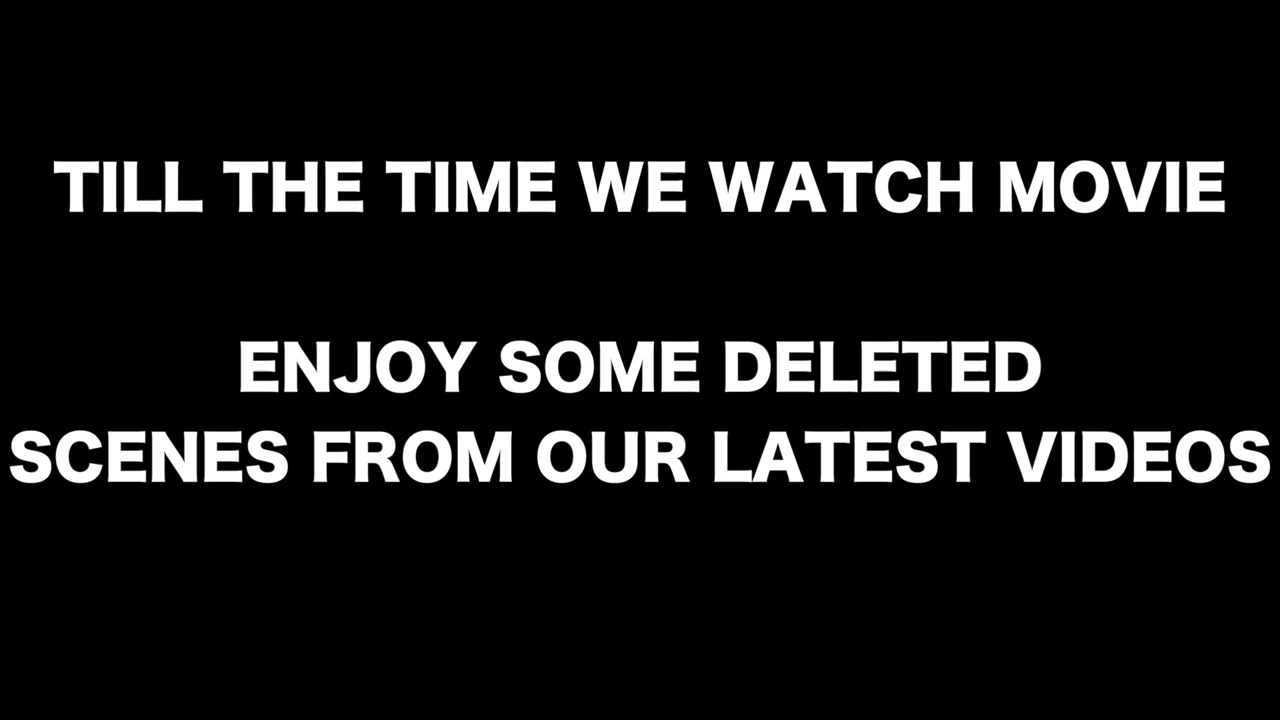 TILL THE TIME WE WATCH MOVIE
ENJOY SOME DELETED
SCENES FROM OUR LATEST VIDEOS